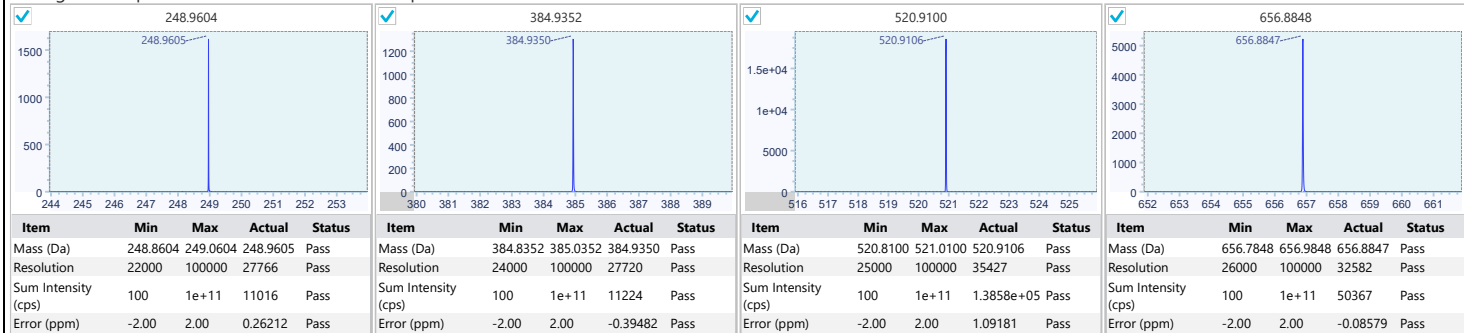 248.9604
248.9605
1500
1000
500
0
244 245 246 247 248 249 250 251 252 253
Item Min Max Actual Status
Mass (Da) 248.8604 249.0604 248.9605 Pass
Resolution 22000 100000 27766 Pass
Sum Intensity (cps) 100 1e+11 11016 Pass
Error (ppm) -2.00 2.00 0.26212 Pass
384.9352
384.9350
1200
1000
800
600
400
200
0
380 381 382 383 384 385 386 387 388 389
Item Min Max Actual Status
Mass (Da) 384.8352 385.0352 384.9350 Pass
Resolution 24000 100000 27720 Pass
Sum Intensity (cps) 100 1e+11 11224 Pass
Error (ppm) -2.00 2.00 -0.39482 Pass
520.9100
520.9106
1.5e+04
1e+04
5000
0
516 517 518 519 520 521 522 523 524 525
Item Min Max Actual Status
Mass (Da) 520.8100 521.0100 520.9106 Pass
Resolution 25000 100000 35427 Pass
Sum Intensity (cps) 100 1e+11 1.3858e+05 Pass
Error (ppm) -2.00 2.00 1.09181 Pass
656.8848
656.8847
5000
4000
3000
2000
1000
0
652 653 654 655 656 657 658 659 660 661
Item Min Max Actual Status
Mass (Da) 656.7848 656.9848 656.8847 Pass
Resolution 26000 100000 32582 Pass
Sum Intensity (cps) 100 1e+11 50367 Pass
Error (ppm) -2.00 2.00 -0.08579 Pass